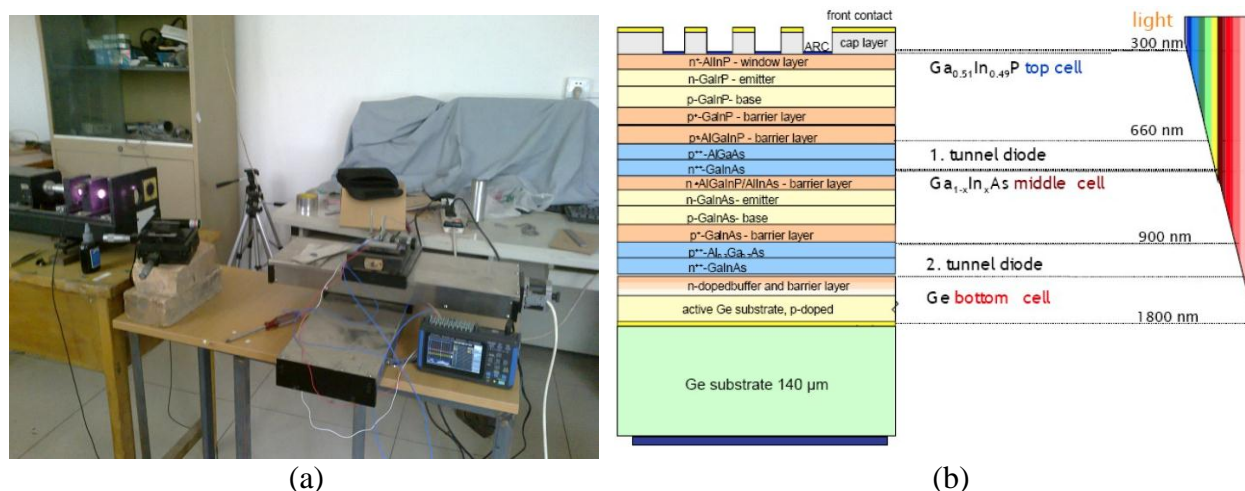 front contact
light
ARC
cap layer
300 nm
n⁺-AlInP - window layer
Ga₀.₅₁In₀.₄₉P top cell
n-GaInP - emitter
p-GaInP- base
p⁺-GaInP - barrier layer
p⁺AlGaInP - barrier layer
660 nm
p⁺⁺-AlGaAs
1. tunnel diode
n⁺⁺-GaInAs
n⁺AlGaInP/AlInAs - barrier layer
Ga₁₋ₓInₓAs middle cell
n-GaInAs - emitter
p-GaInAs- base
p⁺-GaInAs - barrier layer
900 nm
n⁺⁺-GaInAs
2. tunnel diode
n-dopedbuffer and barrier layer
Ge bottom cell
active Ge substrate, p-doped
1800 nm
Ge substrate 140 µm
(a)
(b)